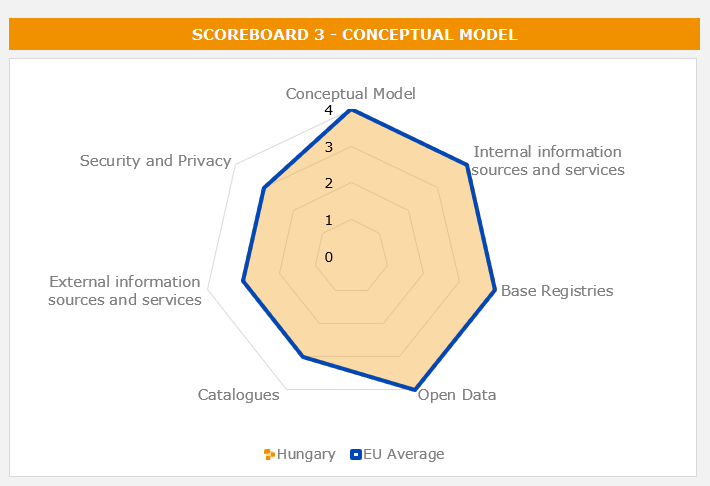 SCOREBOARD 3 - CONCEPTUAL MODEL
Conceptual Model
4
Internal information
sources and services
Security and Privacy
3
2
1
0
External information
sources and services
Base Registries
Catalogues
Open Data
Hungary
EU Average